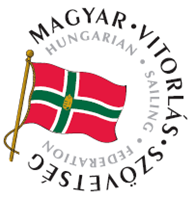 MAGYAR · VITORLÁS · SZÖVETSÉG
HUNGARIAN · SAILING · FEDERATION